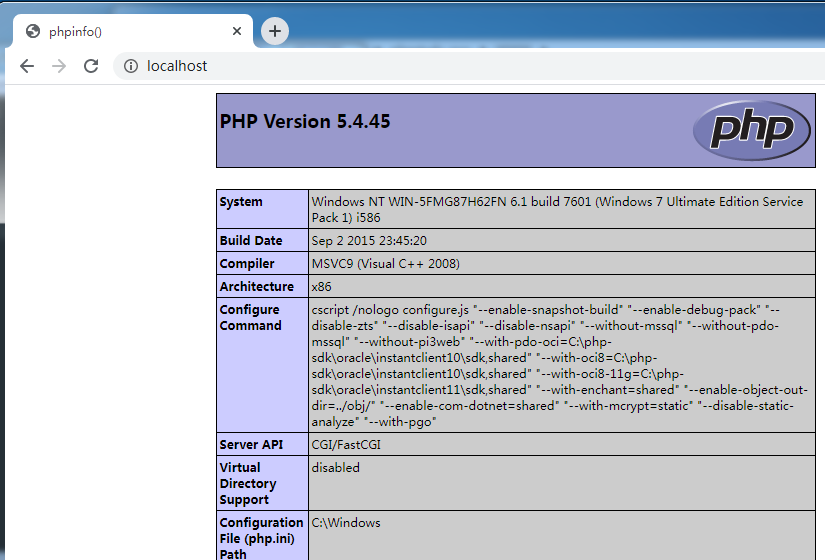 phpinfo()
localhost
PHP Version 5.4.45
php
System
Windows NT WIN-5FMG87H62FN 6.1 build 7601 (Windows 7 Ultimate Edition Service
Pack 1) i586
Build Date
Sep 2 2015 23:45:20
Compiler
MSVC9 (Visual C++ 2008)
Architecture
x86
Configure
Command
cscript /nologo configure.js "--enable-snapshot-build" "--enable-debug-pack" "--
disable-zts" "--disable-isapi" "--disable-nsapi" "--without-mssql" "--without-pdo-
mssql" "--without-pi3web" "--with-pdo-oci=C:\php-
sdk\oracle\instantclient10\sdk,shared" "--with-oci8=C:\php-
sdk\oracle\instantclient10\sdk,shared" "--with-oci8-11g=C:\php-
sdk\oracle\instantclient11\sdk,shared" "--with-enchant=shared" "--enable-object-out-
dir=../obj/" "--enable-com-dotnet=shared" "--with-mcrypt=static" "--disable-static-
analyze" "--with-pgo"
Server API
CGI/FastCGI
Virtual
Directory
Support
disabled
Configuration
File (php.ini)
Path
C:\Windows